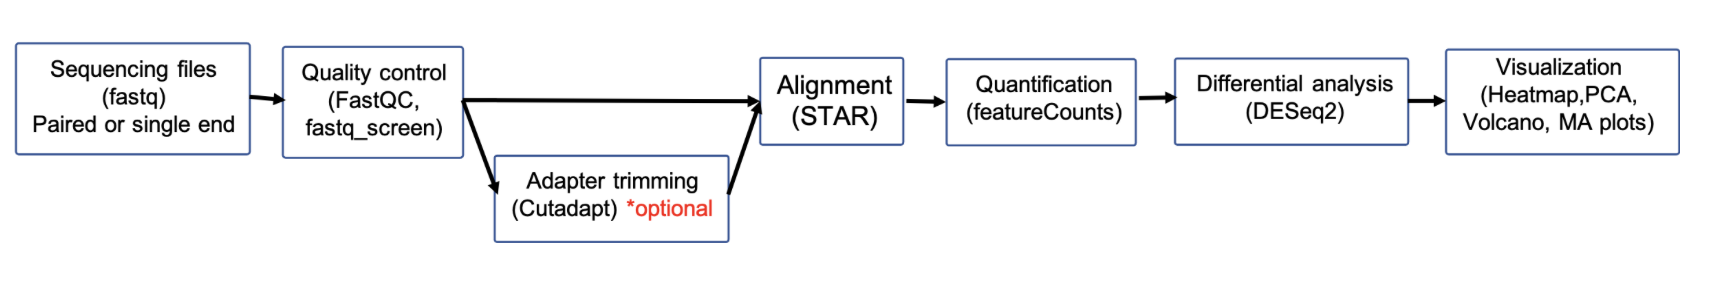 Sequencing files
(fastq)
Paired or single end
Quality control
(FastQC,
fastq_screen)
Adapter trimming
(Cutadapt) *optional
Alignment
(STAR)
Quantification
(featureCounts)
Differential analysis
(DESeq2)
Visualization
(Heatmap,PCA,
Volcano, MA plots)